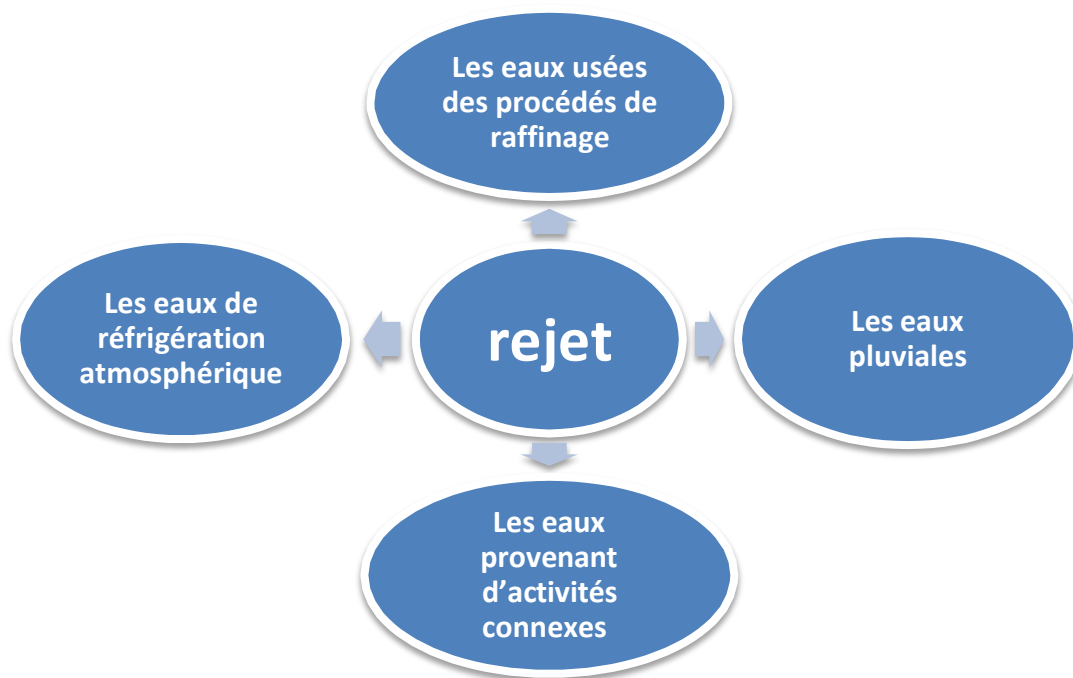 Les eaux usées
des procédés de
raffinage
Les eaux de
réfrigération
atmosphérique
rejet
Les eaux
pluviales
Les eaux
provenant
d'activités
connexes